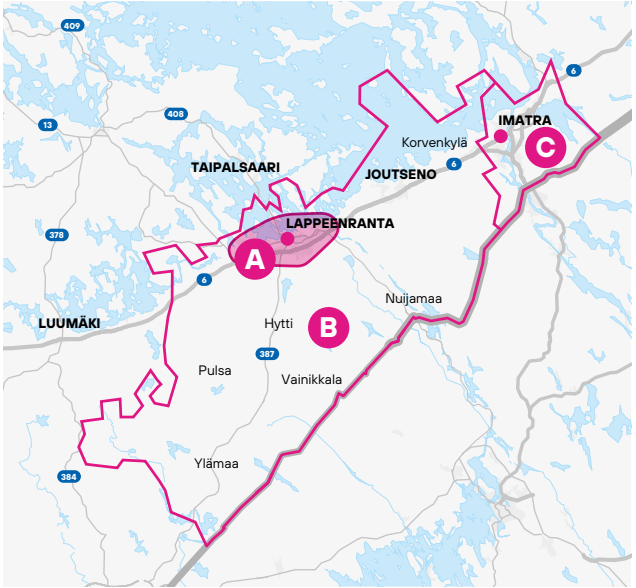 409
6
13
408
IMATRA
Korvenkylä
C
TAIPALSAARI
JOUTSENO
6
LAPPEENRANTA
378
A
6
Nuijamaa
LUUMÄKI
Hytti
B
387
Pulsa
Vainikkala
Ylämaa
384